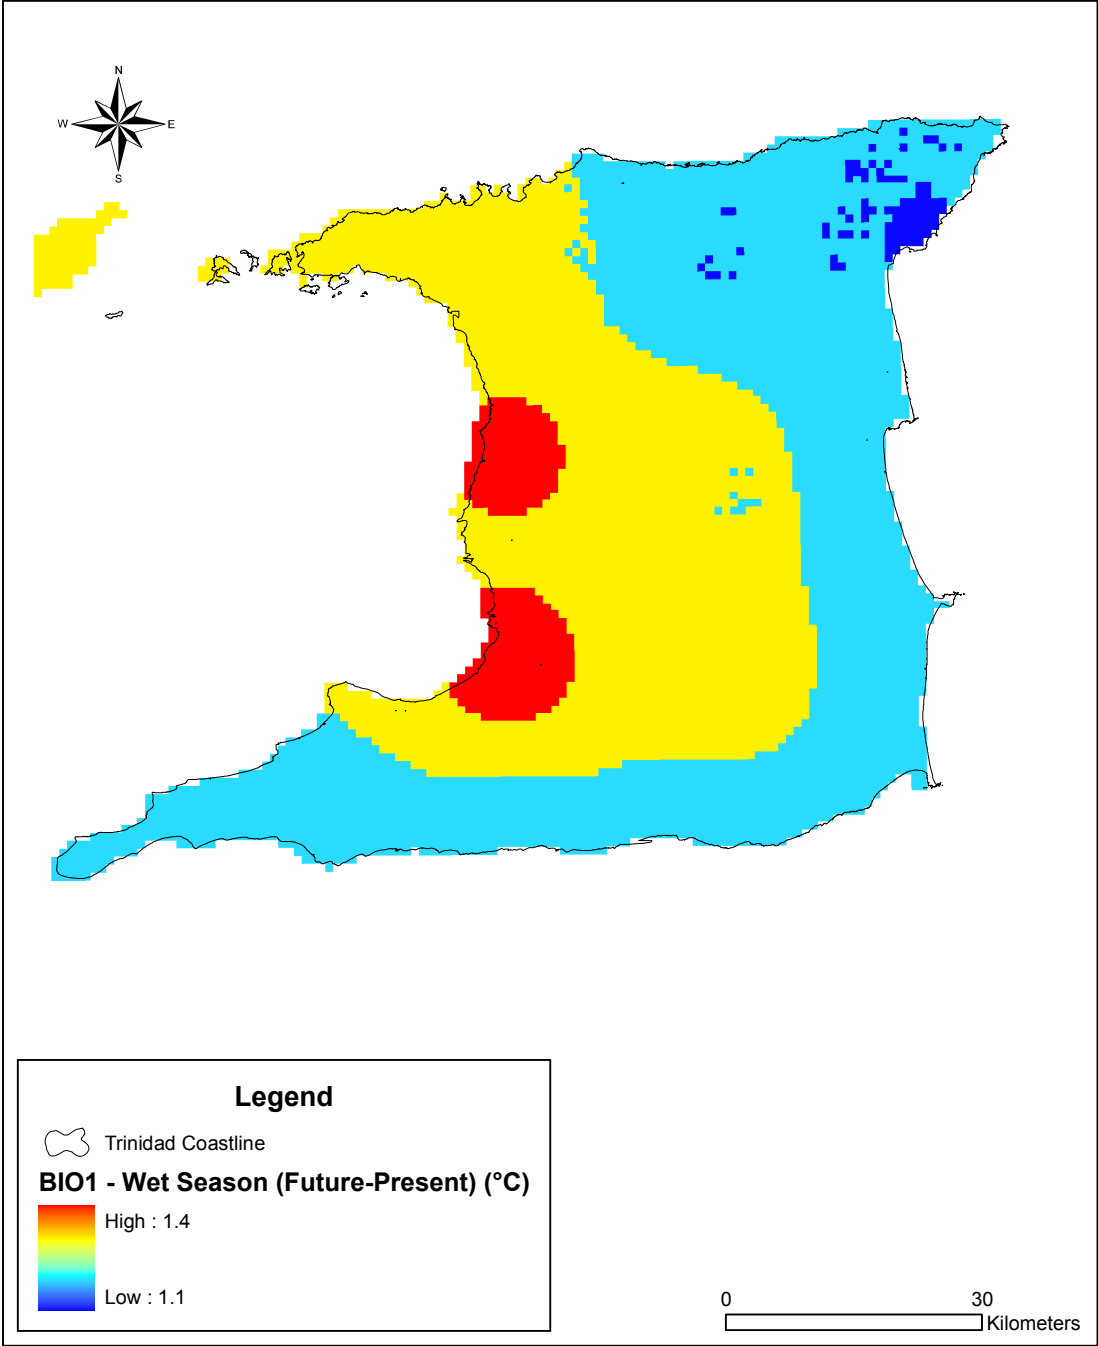 N
W E
S
Legend
Trinidad Coastline
BIO1 - Wet Season (Future-Present) (°C)
High : 1.4
Low : 1.1
0 30
Kilometers